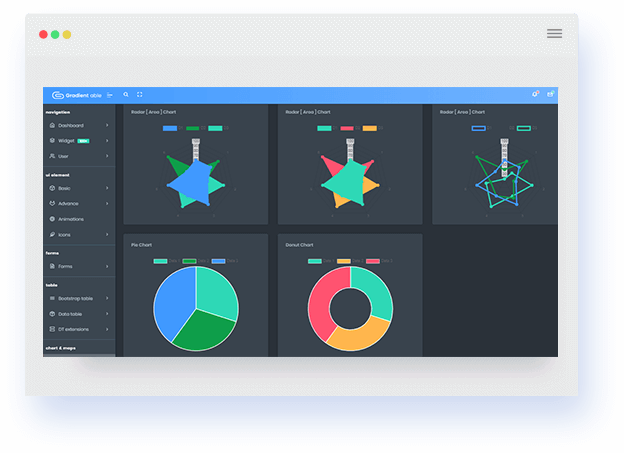 Gradient able
navigation
Dashboard
Widget
User
ui element
Basic
Advance
Animations
Icons
forms
Forms
table
Bootstrap table
Data table
DT extensions
chart & maps
Radar [ Area ] Chart
Radar [ Area ] Chart
Radar [ Area ] Chart
Pie Chart
Donut Chart